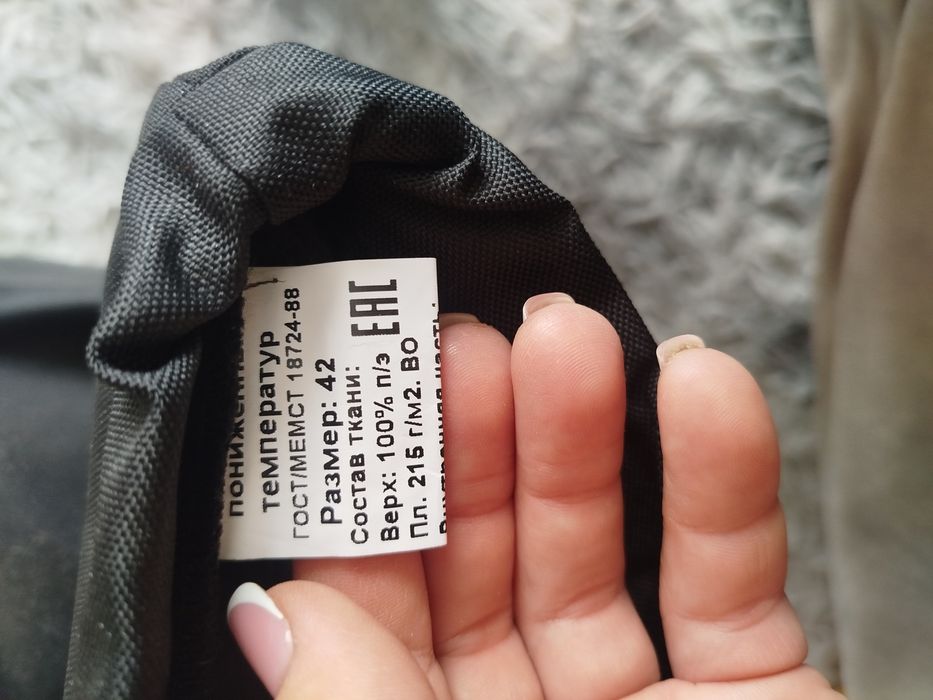 пониженных
температур
ГОСТ/МЕМСТ 18724-88
Размер: 42
Состав ткани:
EAC
Верх: 100% п/э
Пл. 215 г/м2. ВО